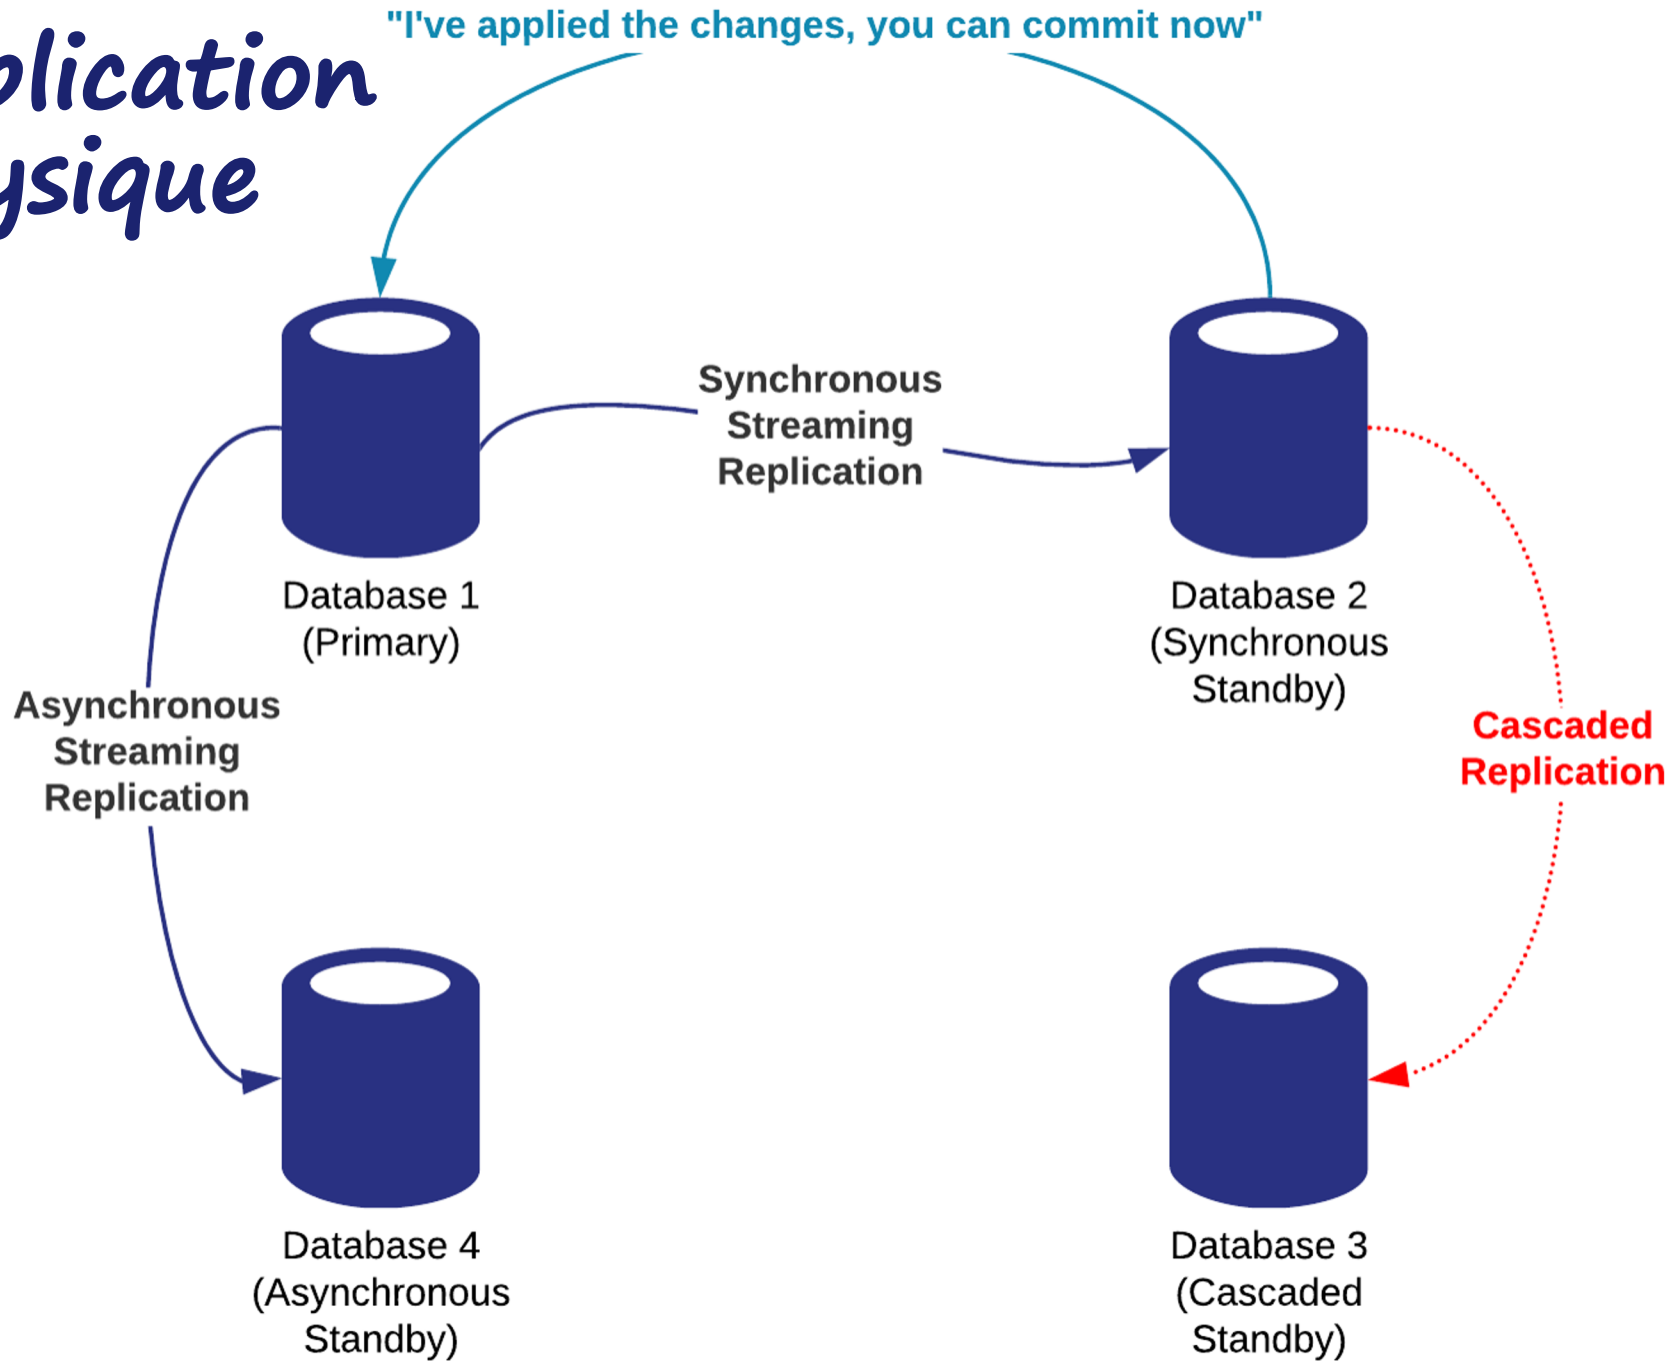 "I've applied the changes, you can commit now"
plication
ysique
Synchronous
Streaming
Replication
Database 1
(Primary)
Database 2
(Synchronous
Standby)
Asynchronous
Streaming
Replication
Cascaded
Replication
Database 4
(Asynchronous
Standby)
Database 3
(Cascaded
Standby)